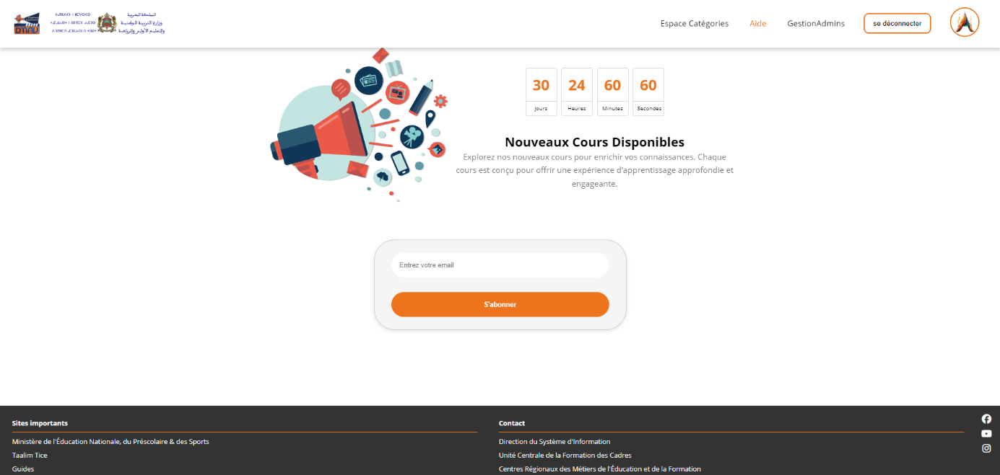 المملكة المغربية
وزارة التربية الوطنية
والتعليم الأولي والرياضة
Espace Catégories
Aide
GestionAdmins
se déconnecter
30 24 60 60
Jours Heures Minutes Secondes
Nouveaux Cours Disponibles
Explorez nos nouveaux cours pour enrichir vos connaissances. Chaque
cours est conçu pour offrir une expérience d'apprentissage approfondie et
engageante.
Entrez votre email
S'abonner
Sites importants
Ministère de l'Éducation Nationale, du Préscolaire & des Sports
Taalim Tice
Guides
Contact
Direction du Système d'Information
Unité Centrale de la Formation des Cadres
Centres Régionaux des Métiers de l'Éducation et de la Formation